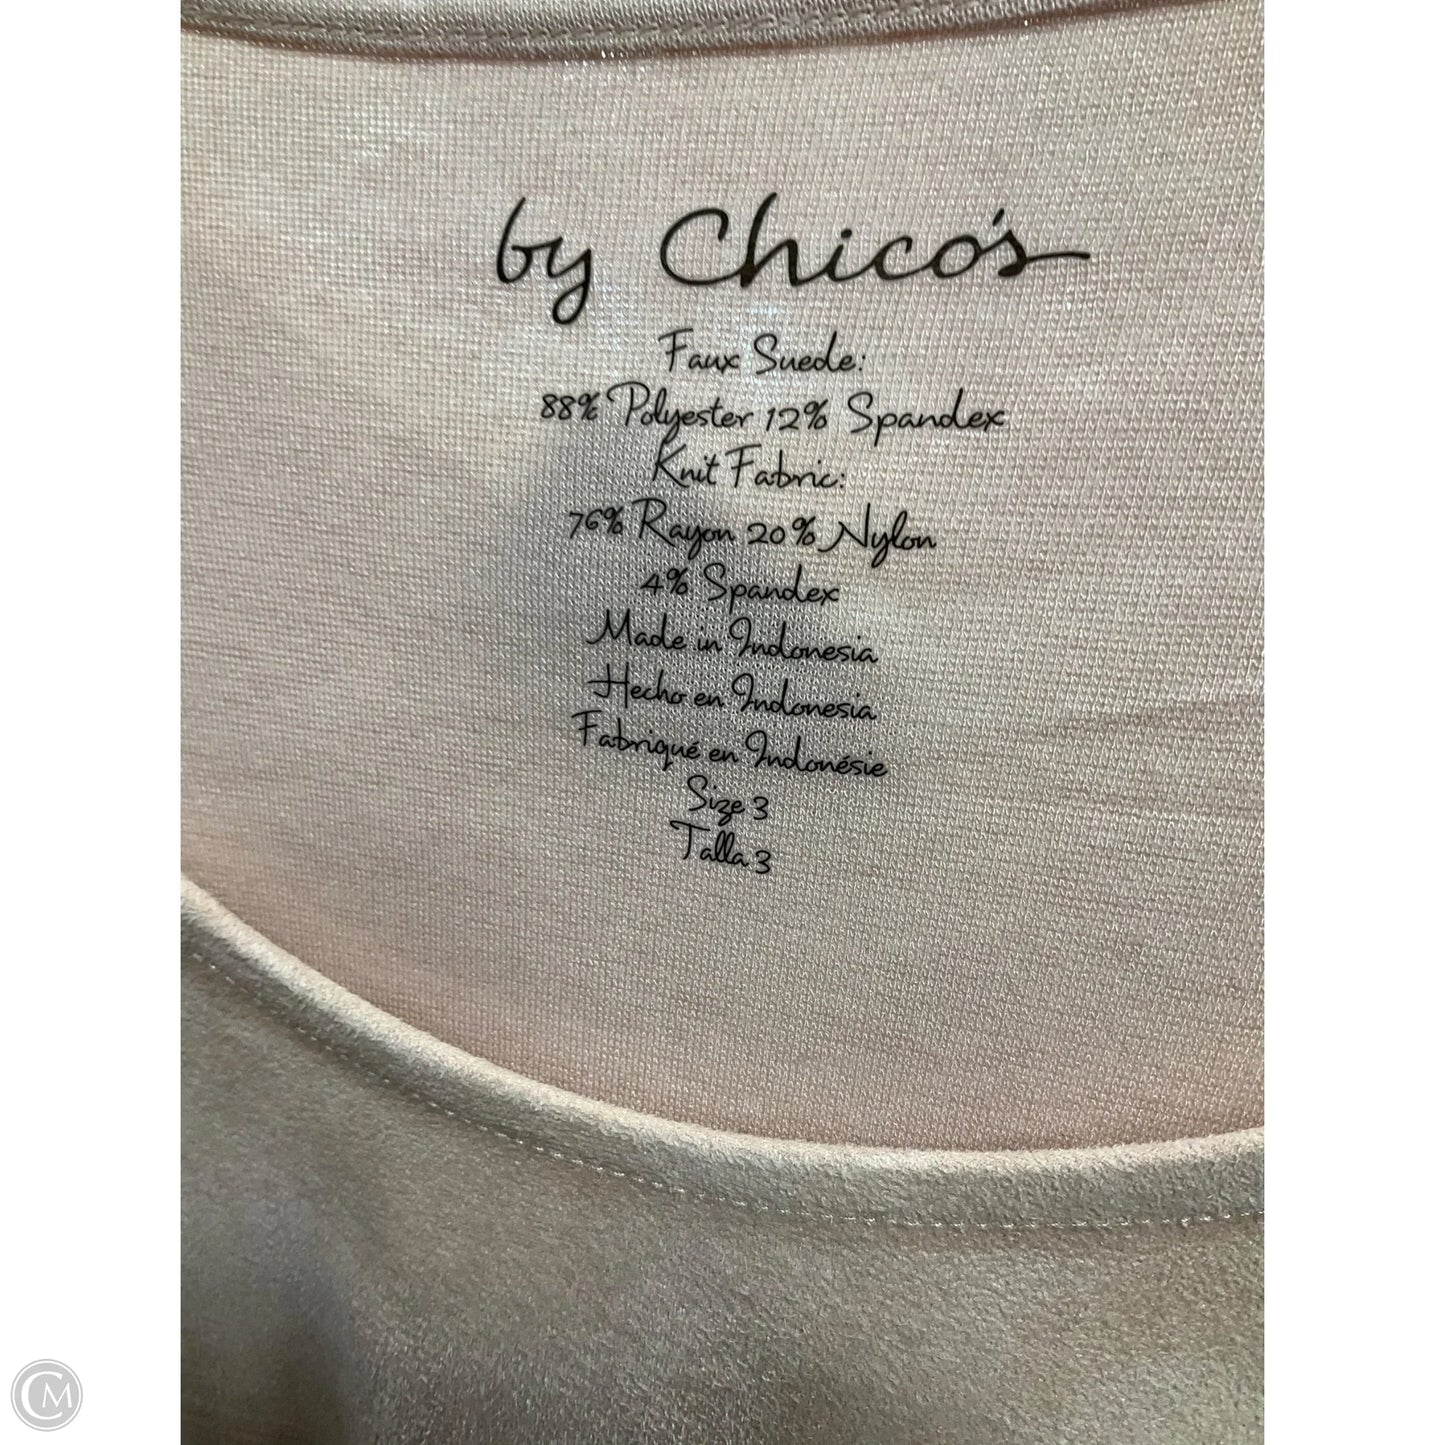 by Chico's
Faux Suede:
88% Polyester 12% Spandex
Knit Fabric:
76% Rayon 20% Nylon
4% Spandex
Made in Indonesia
Hecho en Indonesia
Fabriqué en Indonésie
Size 3
Talla 3
CM